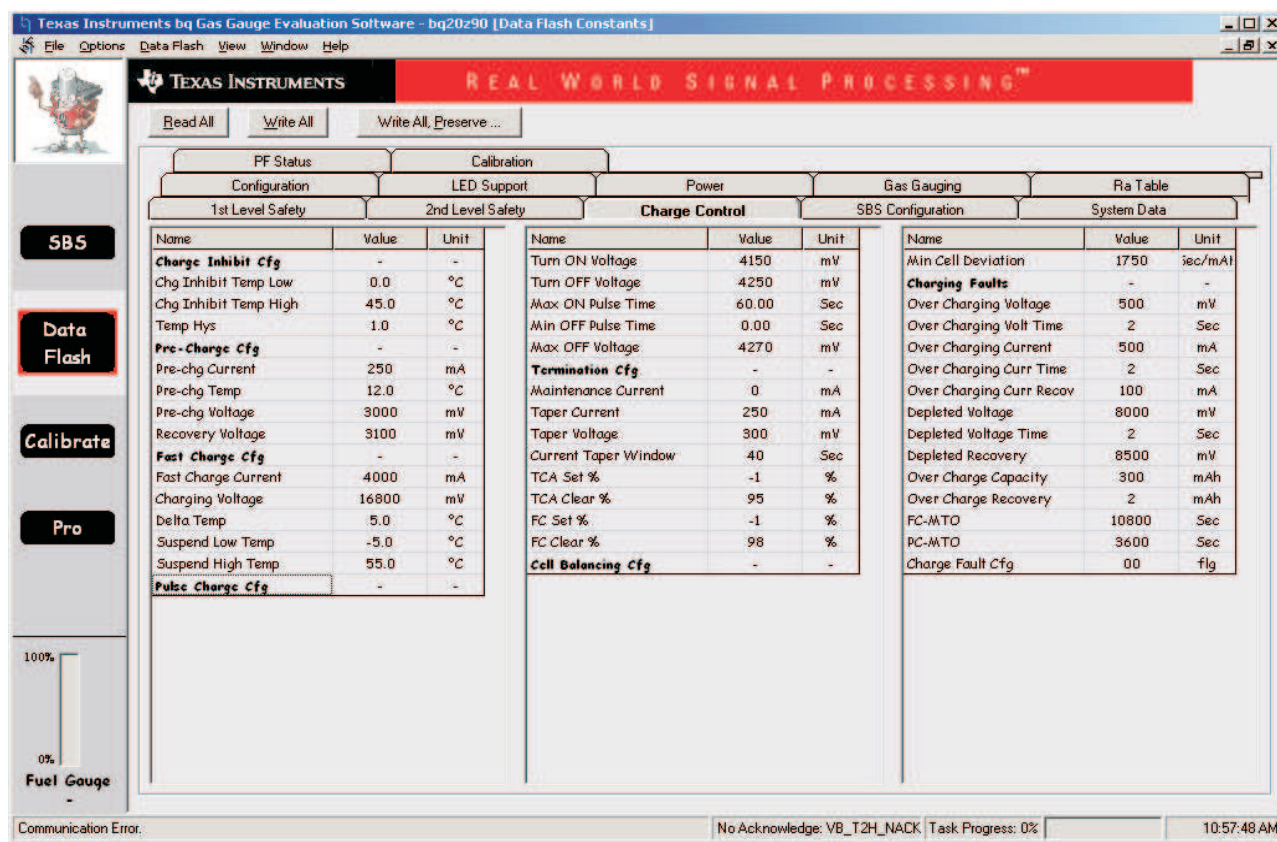 Texas Instruments bq Gas Gauge Evaluation Software - bq20z90 [Data Flash Constants]
File Options Data Flash View Window Help
TEXAS INSTRUMENTS REAL WORLD SIGNAL PROCESSING™
Read All Write All Write All, Preserve ...
PF Status Calibration
Configuration LED Support Power Gas Gauging Ra Table
1st Level Safety 2nd Level Safety Charge Control SBS Configuration System Data
SBS
Data
Flash
Calibrate
Pro
100%
0%
Fuel Gauge
-
Name Value Unit
Charge Inhibit Cfg - -
Chg Inhibit Temp Low 0.0 °C
Chg Inhibit Temp High 45.0 °C
Temp Hys 1.0 °C
Pre-Charge Cfg - -
Pre-chg Current 250 mA
Pre-chg Temp 12.0 °C
Pre-chg Voltage 3000 mV
Recovery Voltage 3100 mV
Fast Charge Cfg - -
Fast Charge Current 4000 mA
Charging Voltage 16800 mV
Delta Temp 5.0 °C
Suspend Low Temp -5.0 °C
Suspend High Temp 55.0 °C
Pulse Charge Cfg - -
Name Value Unit
Turn ON Voltage 4150 mV
Turn OFF Voltage 4250 mV
Max ON Pulse Time 60.00 Sec
Min OFF Pulse Time 0.00 Sec
Max OFF Voltage 4270 mV
Termination Cfg - -
Maintenance Current 0 mA
Taper Current 250 mA
Taper Voltage 300 mV
Current Taper Window 40 Sec
TCA Set % -1 %
TCA Clear % 95 %
FC Set % -1 %
FC Clear % 98 %
Cell Balancing Cfg - -
Name Value Unit
Min Cell Deviation 1750 sec/mAh
Charging Faults - -
Over Charging Voltage 500 mV
Over Charging Volt Time 2 Sec
Over Charging Current 500 mA
Over Charging Curr Time 2 Sec
Over Charging Curr Recov 100 mA
Depleted Voltage 8000 mV
Depleted Voltage Time 2 Sec
Depleted Recovery 8500 mV
Over Charge Capacity 300 mAh
Over Charge Recovery 2 mAh
FC-MTO 10800 Sec
PC-MTO 3600 Sec
Charge Fault Cfg 00 flg
Communication Error. No Acknowledge: VB_T2H_NACK Task Progress: 0% 10:57:48 AM